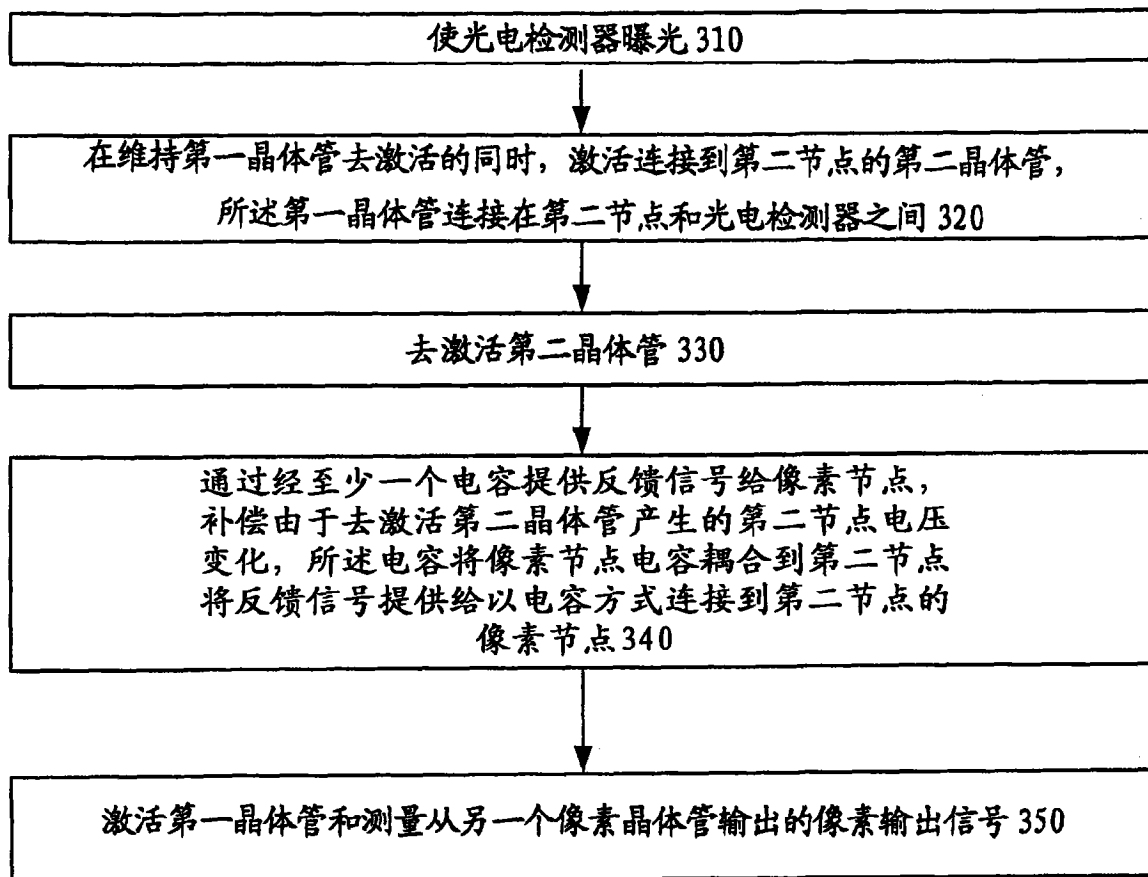 使光电检测器曝光 310
在维持第一晶体管去激活的同时，激活连接到第二节点的第二晶体管，
所述第一晶体管连接在第二节点和光电检测器之间 320
去激活第二晶体管 330
通过经至少一个电容提供反馈信号给像素节点，
补偿由于去激活第二晶体管产生的第二节点电压
变化，所述电容将像素节点电容耦合到第二节点
将反馈信号提供给以电容方式连接到第二节点的
像素节点340
激活第一晶体管和测量从另一个像素晶体管输出的像素输出信号 350